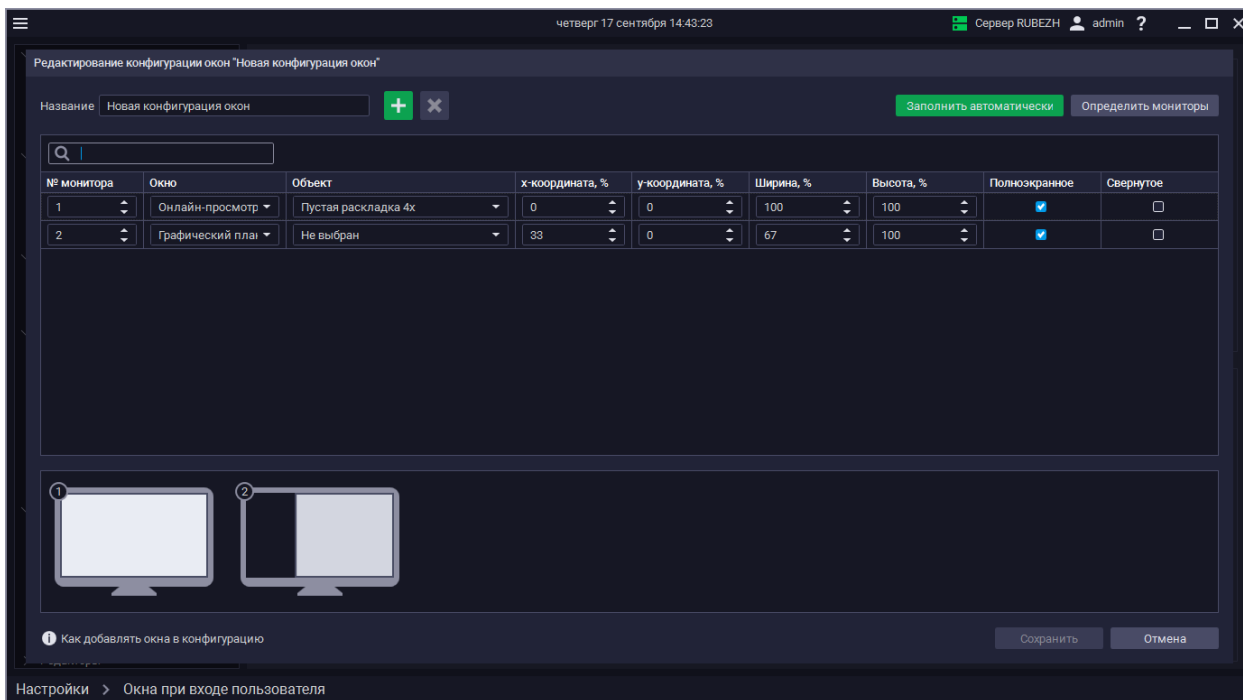 четверг 17 сентября 14:43:23 Сервер RUBEZH admin ?
Редактирование конфигурации окон "Новая конфигурация окон"
Название Новая конфигурация окон Заполнить автоматически Определить мониторы
№ монитора Окно Объект x-координата, % y-координата, % Ширина, % Высота, % Полноэкранное Свернутое
1 Онлайн-просмотр Пустая раскладка 4x 0 0 100 100
2 Графический план Не выбран 33 0 67 100
1 2
Как добавлять окна в конфигурацию Сохранить Отмена
Настройки > Окна при входе пользователя